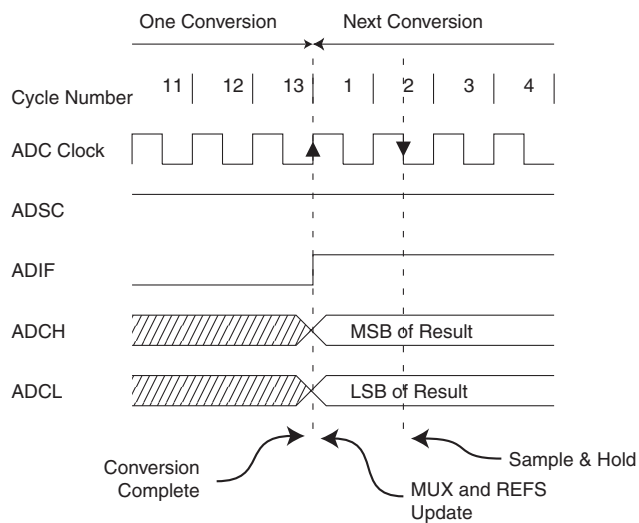 One Conversion Next Conversion
Cycle Number 11 12 13 1 2 3 4
ADC Clock
ADSC
ADIF
ADCH MSB of Result
ADCL LSB of Result
Conversion
Complete
MUX and REFS
Update
Sample & Hold